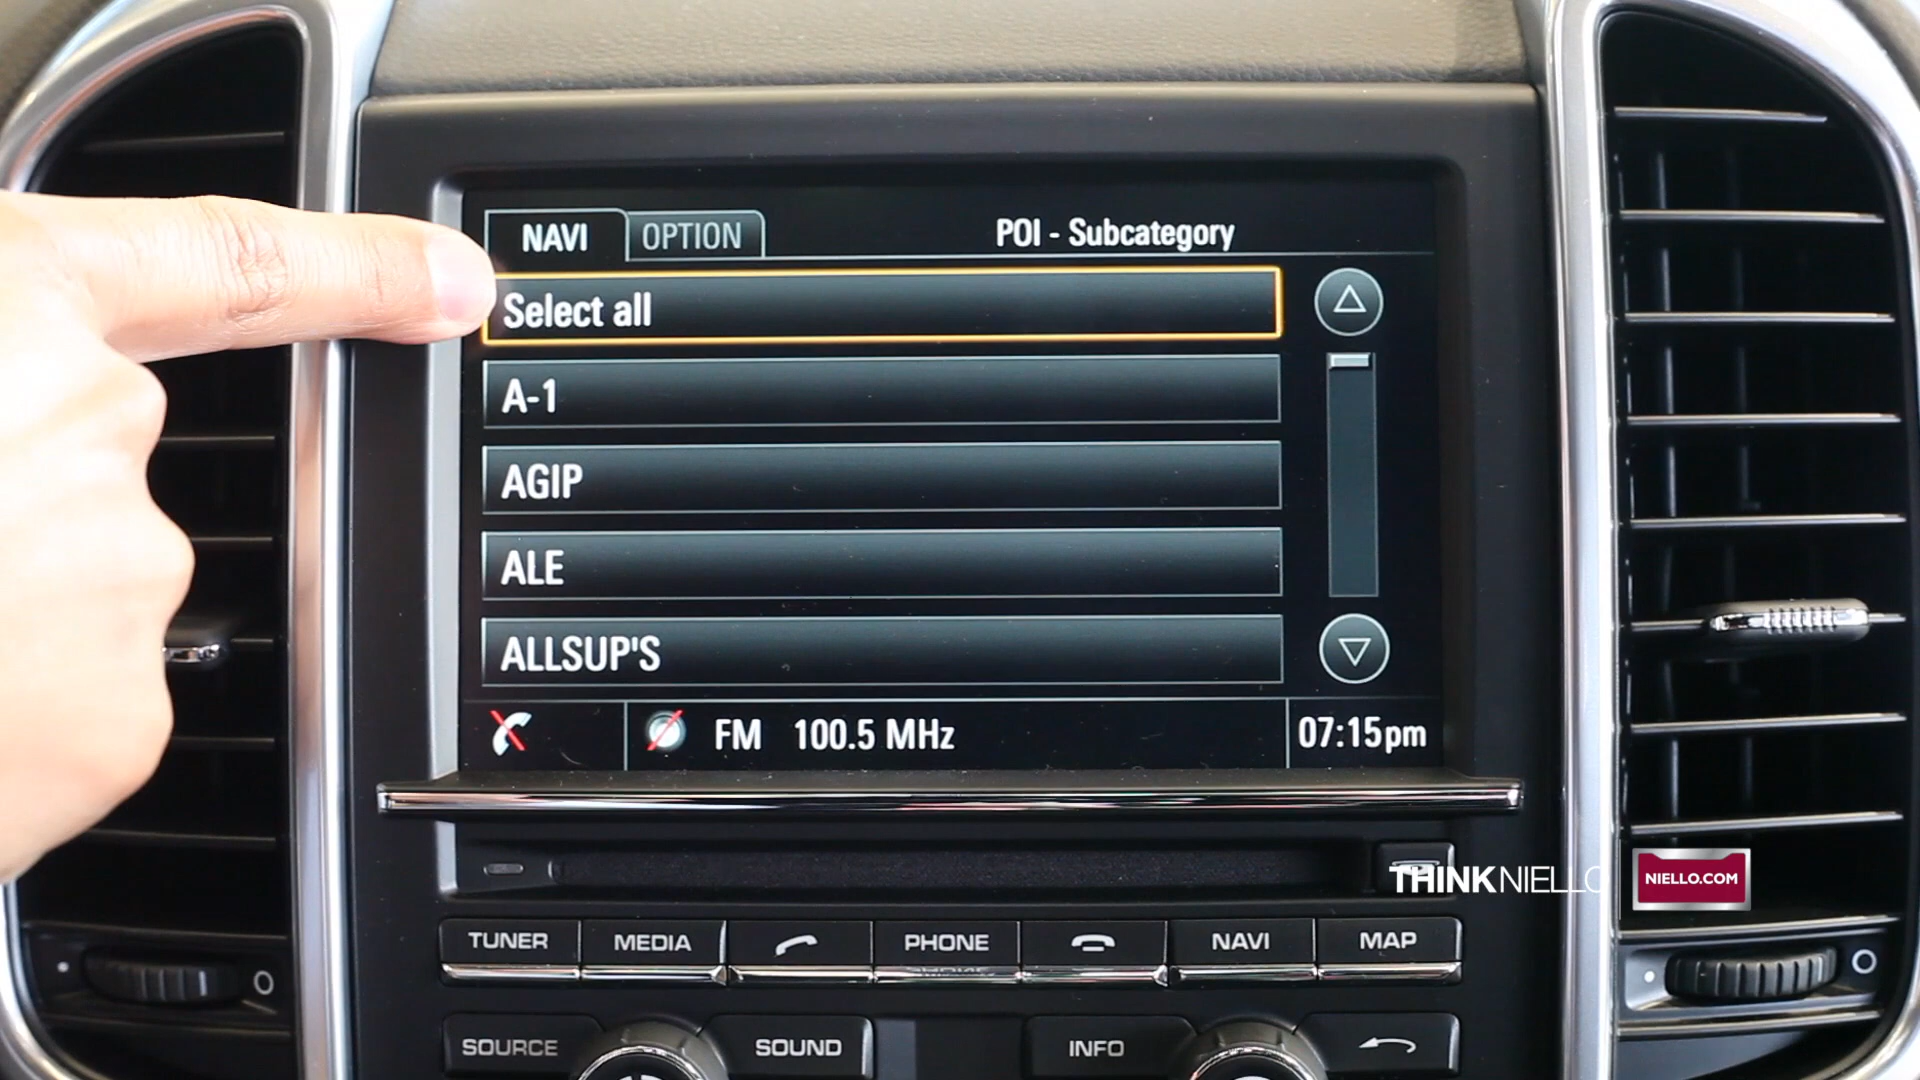 NAVI OPTION POI - Subcategory
Select all
A-1
AGIP
ALE
ALLSUP'S
FM 100.5 MHz 07:15pm
THINKNIELLO NIELLO.COM
TUNER MEDIA PHONE NAVI MAP
SOURCE SOUND INFO